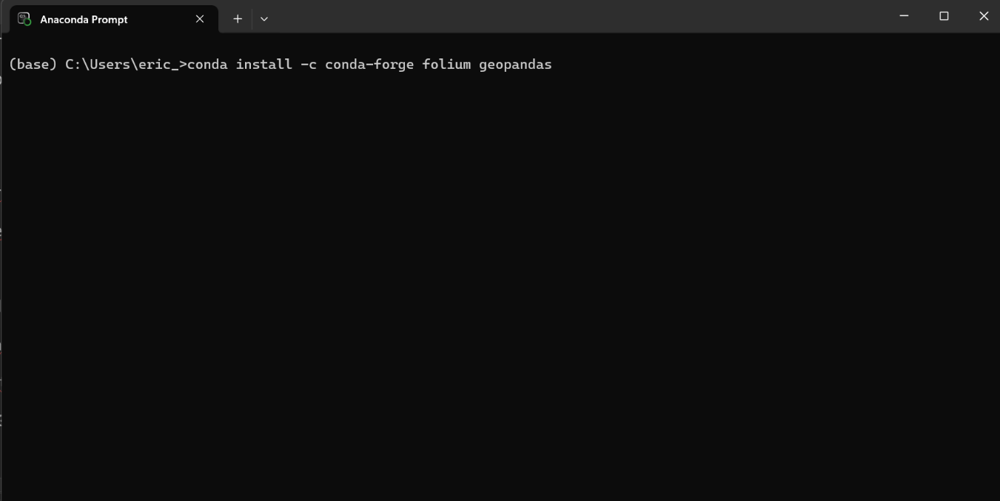 Anaconda Prompt
(base) C:\Users\eric_>conda install -c conda-forge folium geopandas